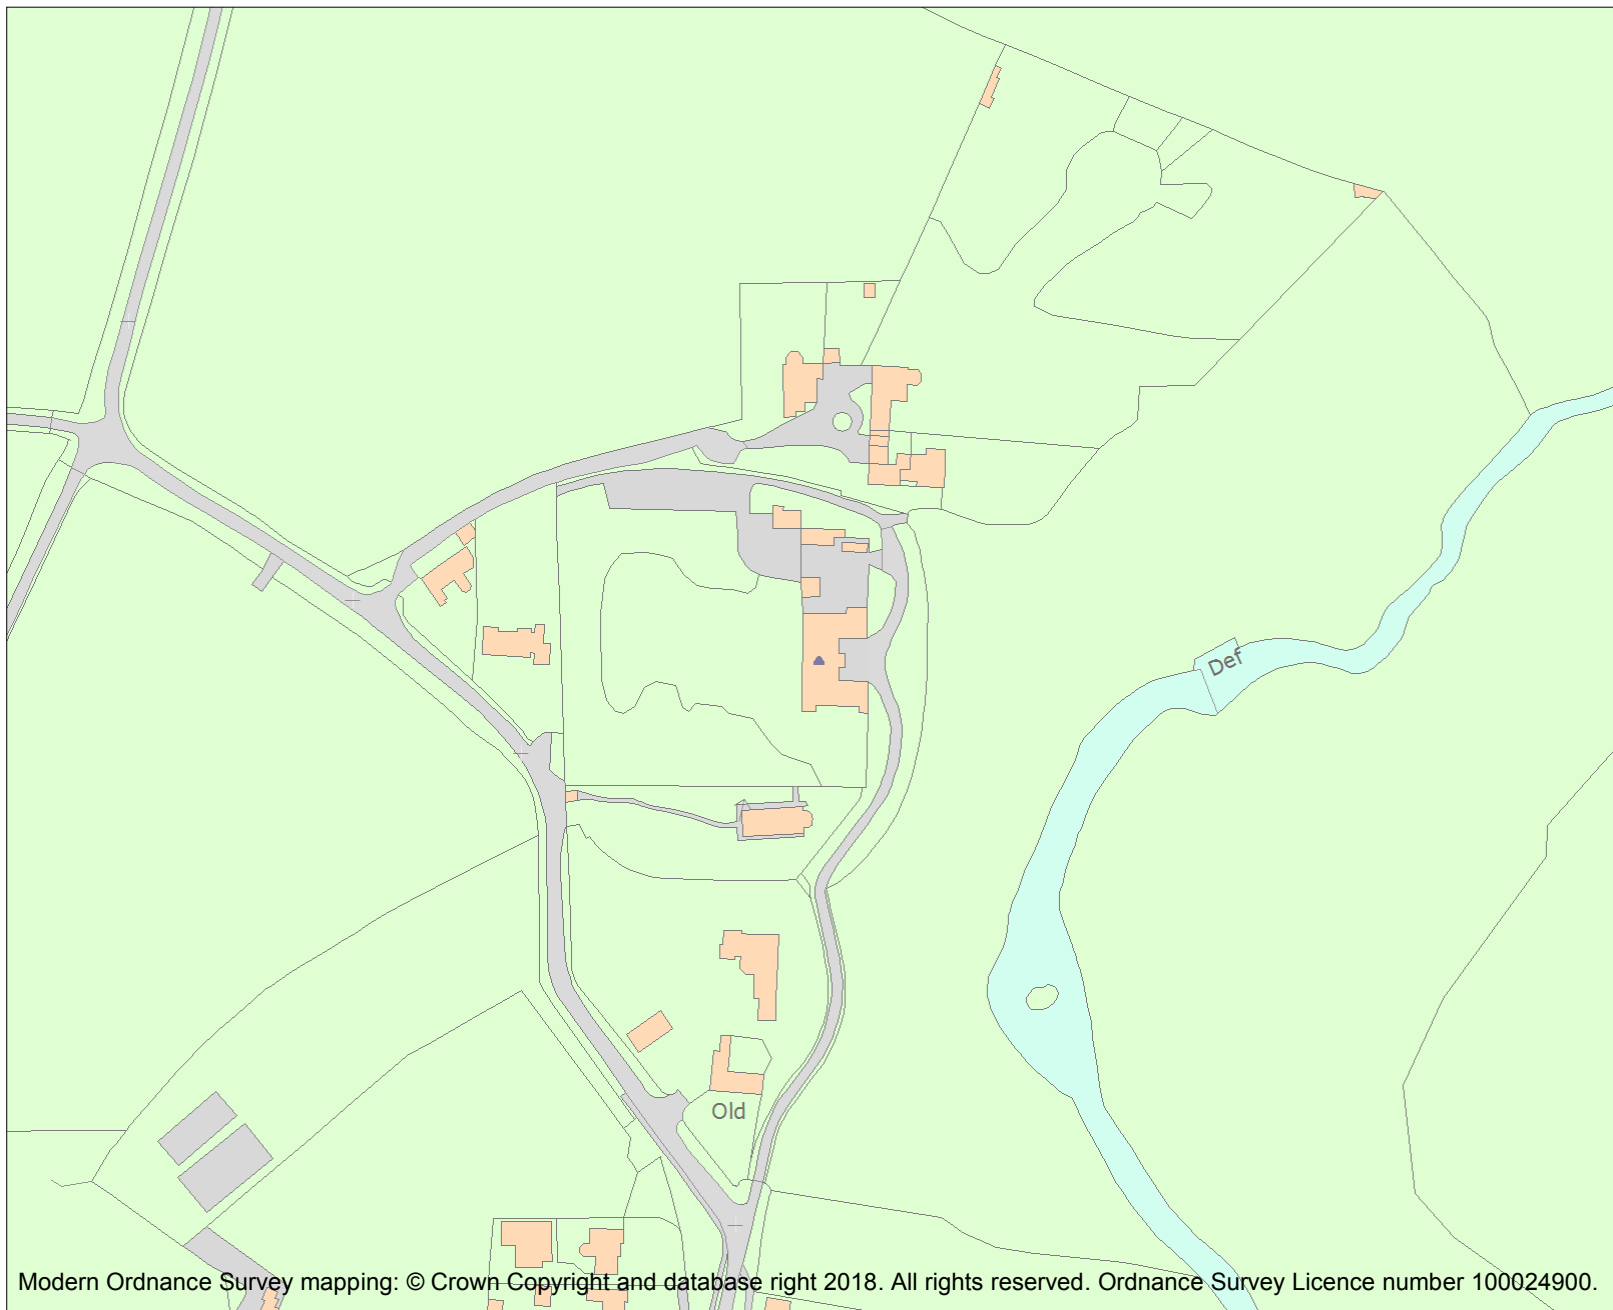 Def
Old
Modern Ordnance Survey mapping: © Crown Copyright and database right 2018. All rights reserved. Ordnance Survey Licence number 100024900.